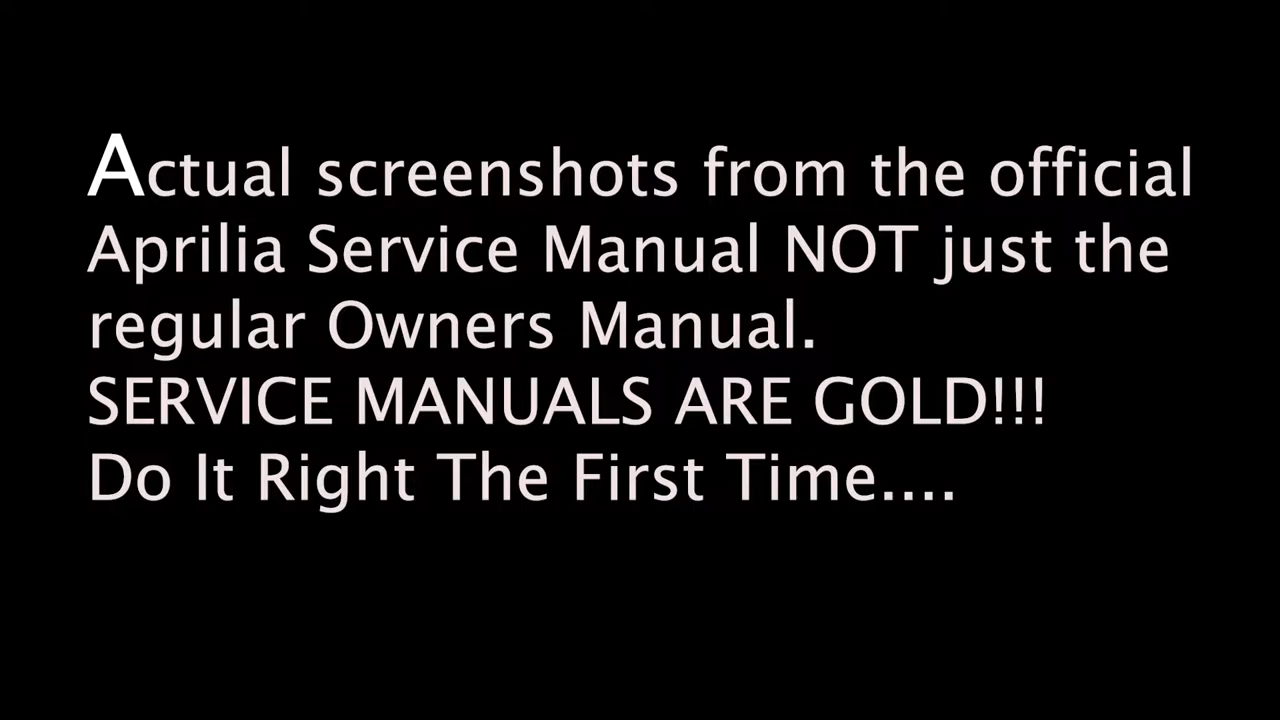 Actual screenshots from the official
Aprilia Service Manual NOT just the
regular Owners Manual.
SERVICE MANUALS ARE GOLD!!!
Do It Right The First Time....